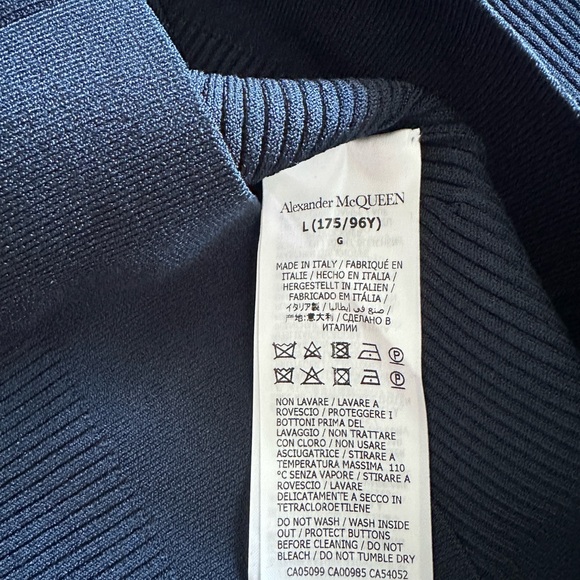 Alexander McQUEEN
L (175/96Y)
G
MADE IN ITALY / FABRIQUÉ EN
ITALIE / HECHO EN ITALIA /
HERGESTELLT IN ITALIEN /
FABRICADO EM ITÁLIA /
イタリア製 / صنع في إيطاليا /
产地:意大利 / СДЕЛАНО В
ИТАЛИИ
NON LAVARE / LAVARE A
ROVESCIO / PROTEGGERE I
BOTTONI PRIMA DEL
LAVAGGIO / NON TRATTARE
CON CLORO / NON USARE
ASCIUGATRICE / STIRARE A
TEMPERATURA MASSIMA 110
°C SENZA VAPORE / STIRARE A
ROVESCIO / LAVARE
DELICATAMENTE A SECCO IN
TETRACLOROETILENE
DO NOT WASH / WASH INSIDE
OUT / PROTECT BUTTONS
BEFORE CLEANING / DO NOT
BLEACH / DO NOT TUMBLE DRY
CA05099 CA00985 CA54052